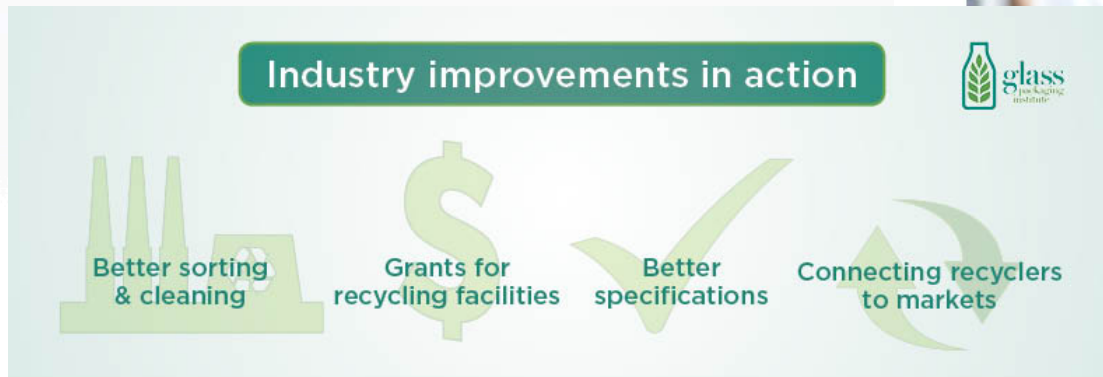 Industry improvements in action
glass
packaging
institute
Better sorting
& cleaning
Grants for
recycling facilities
Better
specifications
Connecting recyclers
to markets